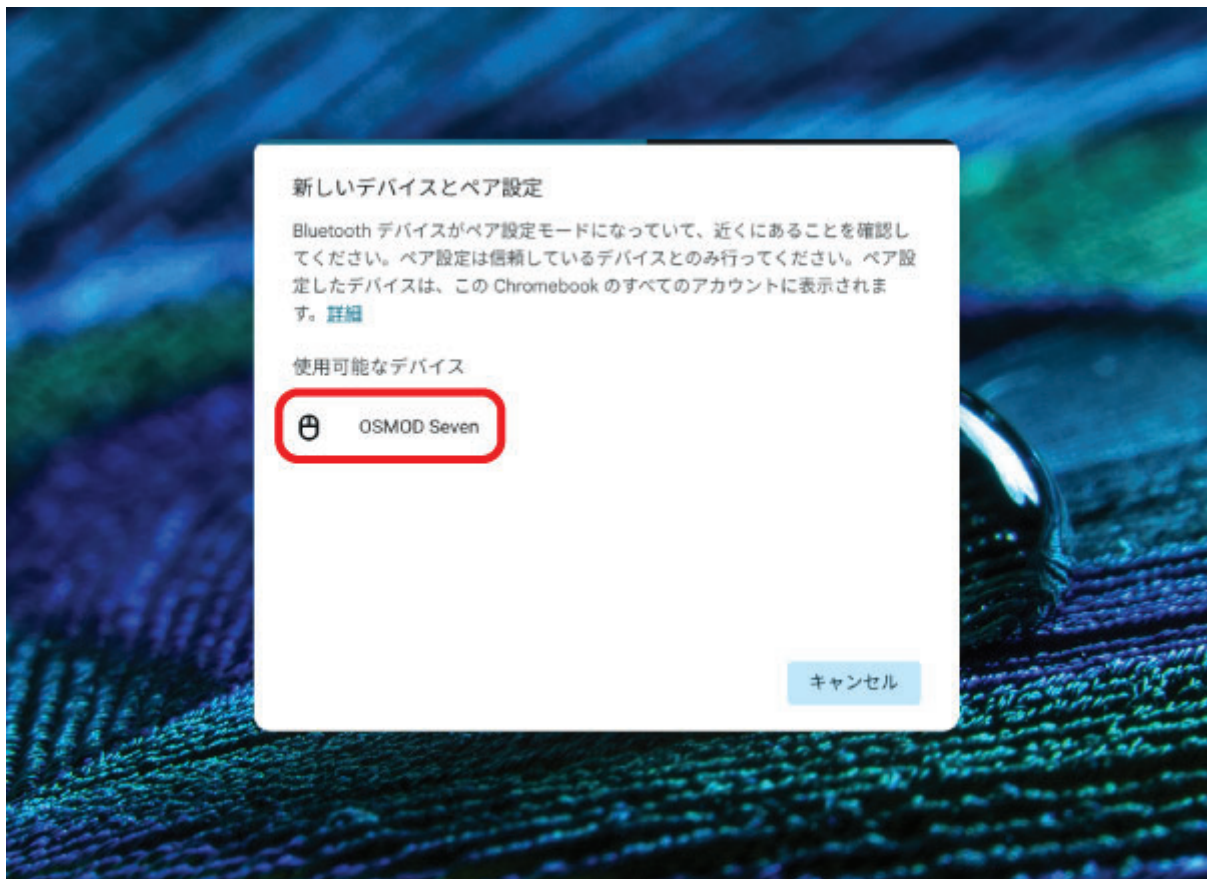 新しいデバイスとペア設定
Bluetooth デバイスがペア設定モードになっていて、近くにあることを確認し
てください。ペア設定は信頼しているデバイスとのみ行ってください。ペア設
定したデバイスは、この Chromebook のすべてのアカウントに表示されま
す。詳細
使用可能なデバイス
OSMOD Seven
キャンセル